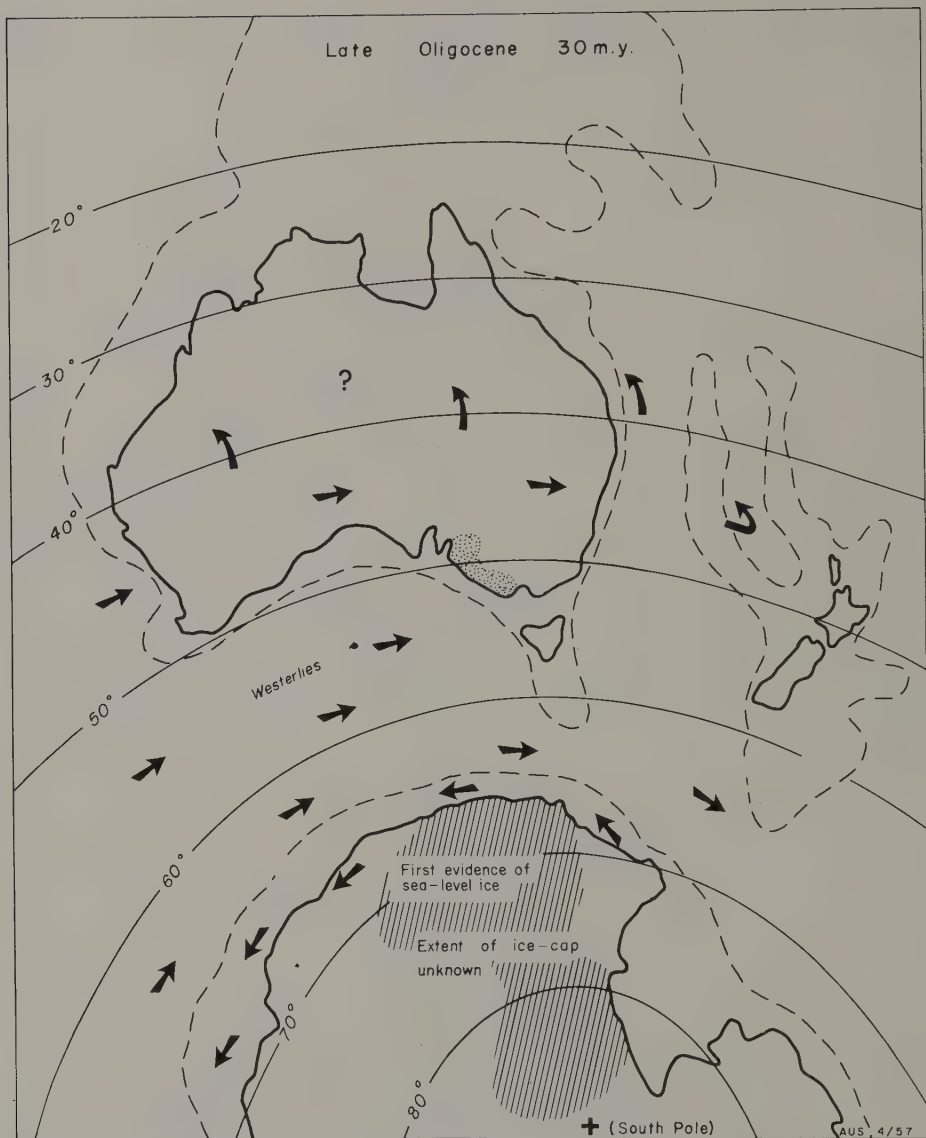 Late Oligocene 30 m.y.
20°
30°
?
40°
Westerlies
50°
60°
First evidence of
sea-level ice
Extent of ice-cap
unknown
70°
80°
+ (South Pole)
AUS 4/57